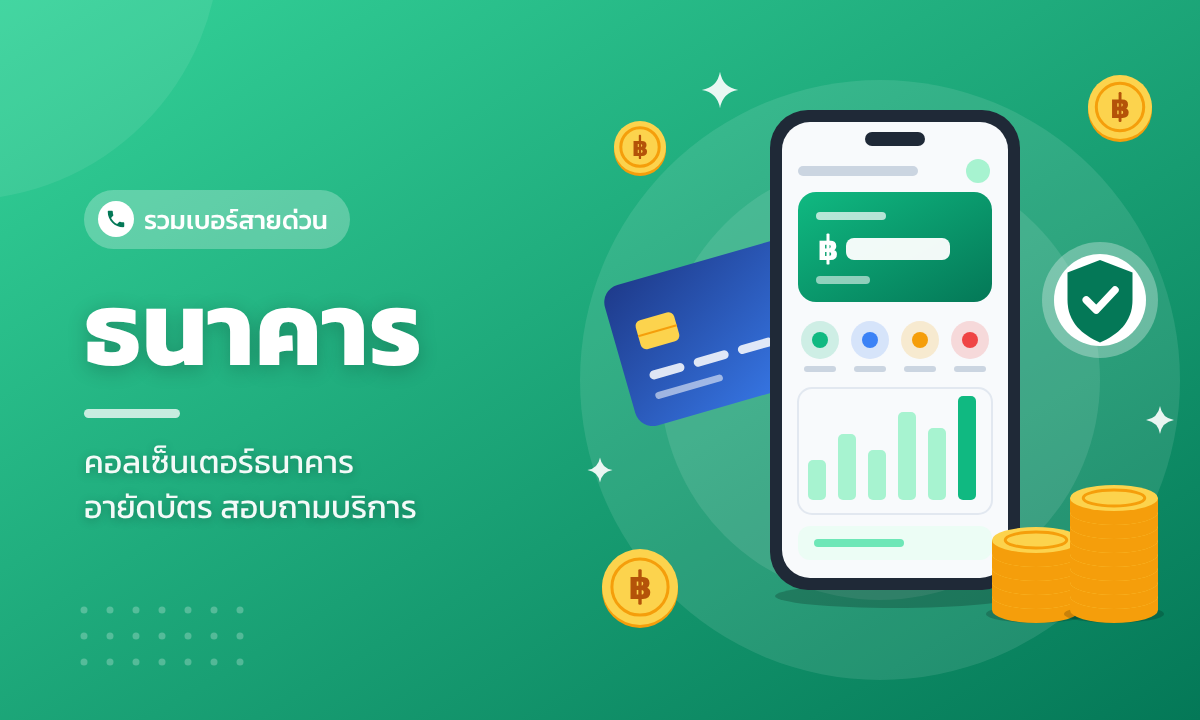 รวมเบอร์สายด่วน
ธนาคาร
คอลเซ็นเตอร์ธนาคาร
อายัดบัตร สอบถามบริการ
฿
฿
฿
฿